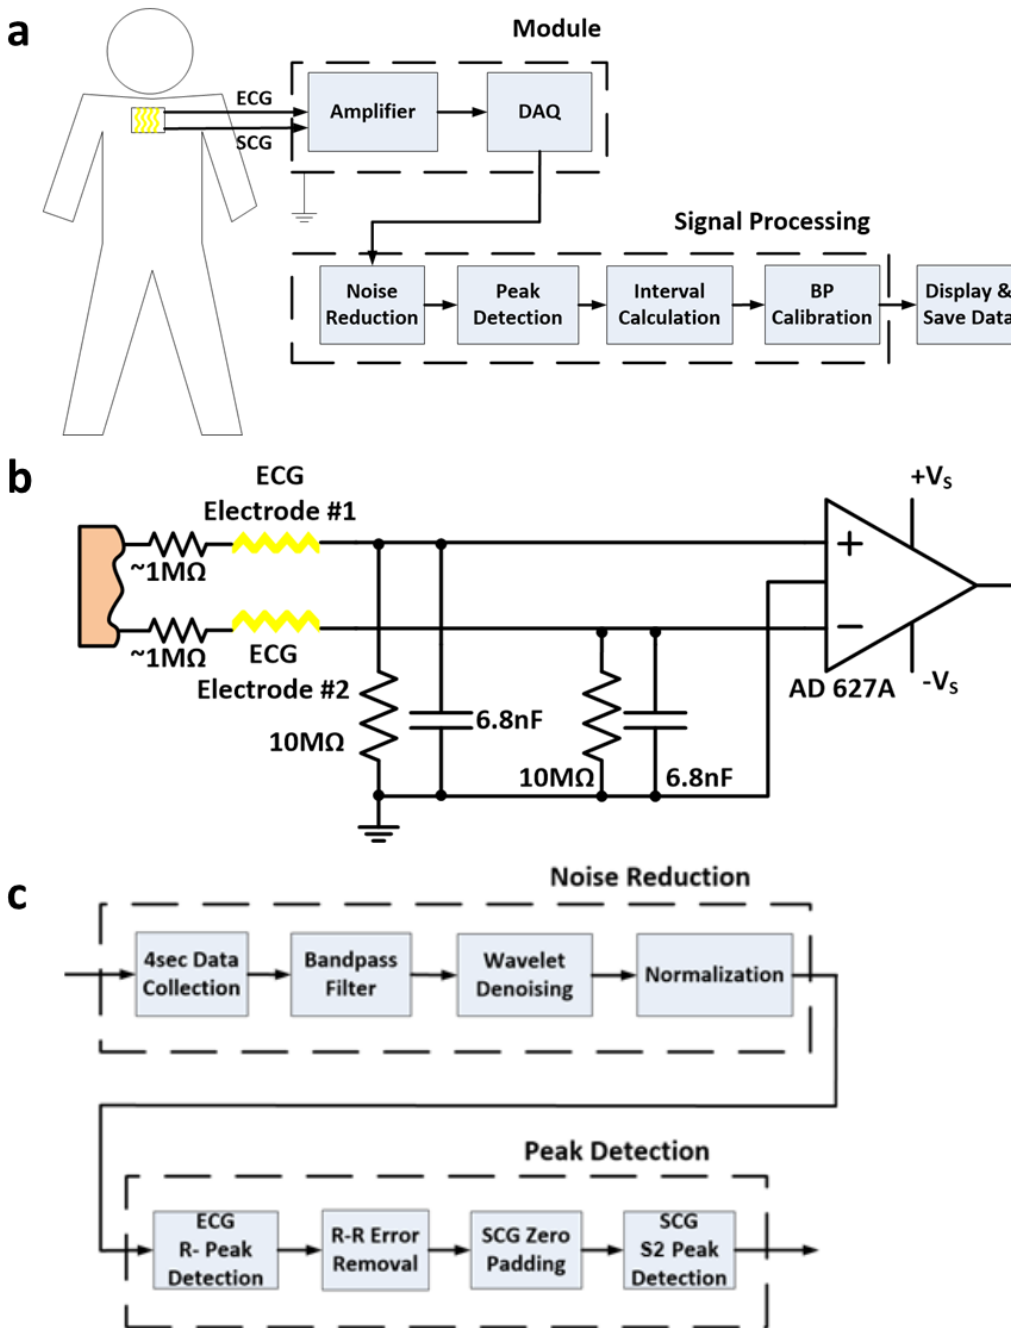 a
Module
ECG
SCG
Amplifier
DAQ
Signal Processing
Noise
Reduction
Peak
Detection
Interval
Calculation
BP
Calibration
Display &
Save Data
b
ECG
Electrode #1
~1MΩ
~1MΩ
ECG
Electrode #2
10MΩ
6.8nF
10MΩ
6.8nF
+
−
+VS
-VS
AD 627A
c
Noise Reduction
4sec Data
Collection
Bandpass
Filter
Wavelet
Denoising
Normalization
Peak Detection
ECG
R- Peak
Detection
R-R Error
Removal
SCG Zero
Padding
SCG
S2 Peak
Detection